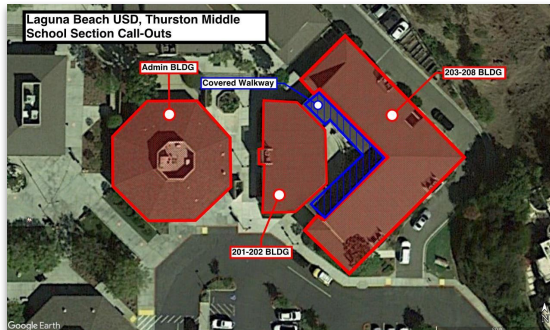 Laguna Beach USD, Thurston Middle
School Section Call-Outs
Admin BLDG
Covered Walkway
203-208 BLDG
201-202 BLDG
Google Earth